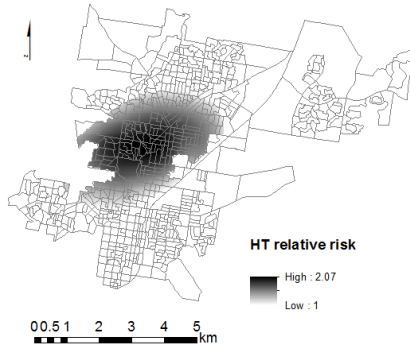 z
HT relative risk
High : 2.07
Low : 1
0 0.5 1 2 3 4 5
km